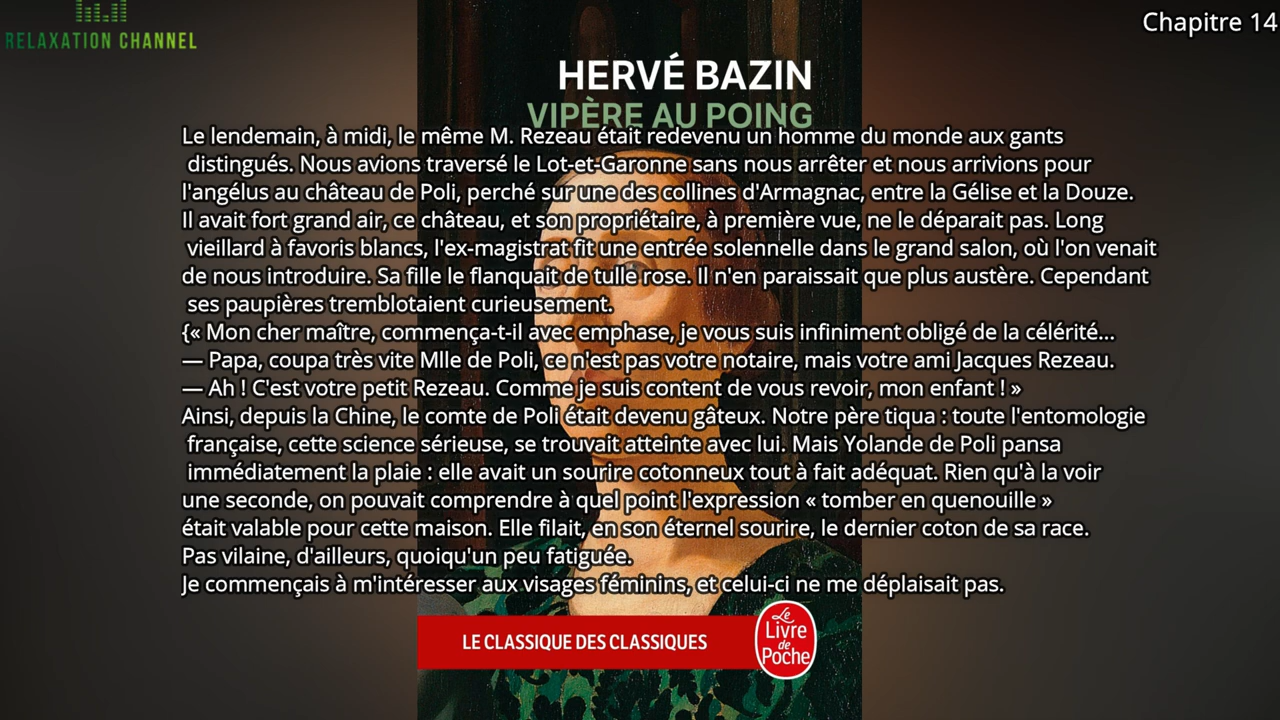 RELAXATION CHANNEL
Chapitre 14
HERVÉ BAZIN
VIPÈRE AU POING
Le lendemain, à midi, le même M. Rezeau était redevenu un homme du monde aux gants
distingués. Nous avions traversé le Lot-et-Garonne sans nous arrêter et nous arrivions pour
l'angélus au château de Poli, perché sur une des collines d'Armagnac, entre la Gélise et la Douze.
Il avait fort grand air, ce château, et son propriétaire, à première vue, ne le déparait pas. Long
vieillard à favoris blancs, l'ex-magistrat fit une entrée solennelle dans le grand salon, où l'on venait
de nous introduire. Sa fille le flanquait de tulle rose. Il n'en paraissait que plus austère. Cependant
ses paupières tremblotaient curieusement.
{« Mon cher maître, commença-t-il avec emphase, je vous suis infiniment obligé de la célérité...
— Papa, coupa très vite Mlle de Poli, ce n'est pas votre notaire, mais votre ami Jacques Rezeau.
— Ah ! C'est votre petit Rezeau. Comme je suis content de vous revoir, mon enfant ! »
Ainsi, depuis la Chine, le comte de Poli était devenu gâteux. Notre père tiqua : toute l'entomologie
française, cette science sérieuse, se trouvait atteinte avec lui. Mais Yolande de Poli pansa
immédiatement la plaie : elle avait un sourire cotonneux tout à fait adéquat. Rien qu'à la voir
une seconde, on pouvait comprendre à quel point l'expression « tomber en quenouille »
était valable pour cette maison. Elle filait, en son éternel sourire, le dernier coton de sa race.
Pas vilaine, d'ailleurs, quoiqu'un peu fatiguée.
Je commençais à m'intéresser aux visages féminins, et celui-ci ne me déplaisait pas.
LE CLASSIQUE DES CLASSIQUES
Le
Livre
de
Poche